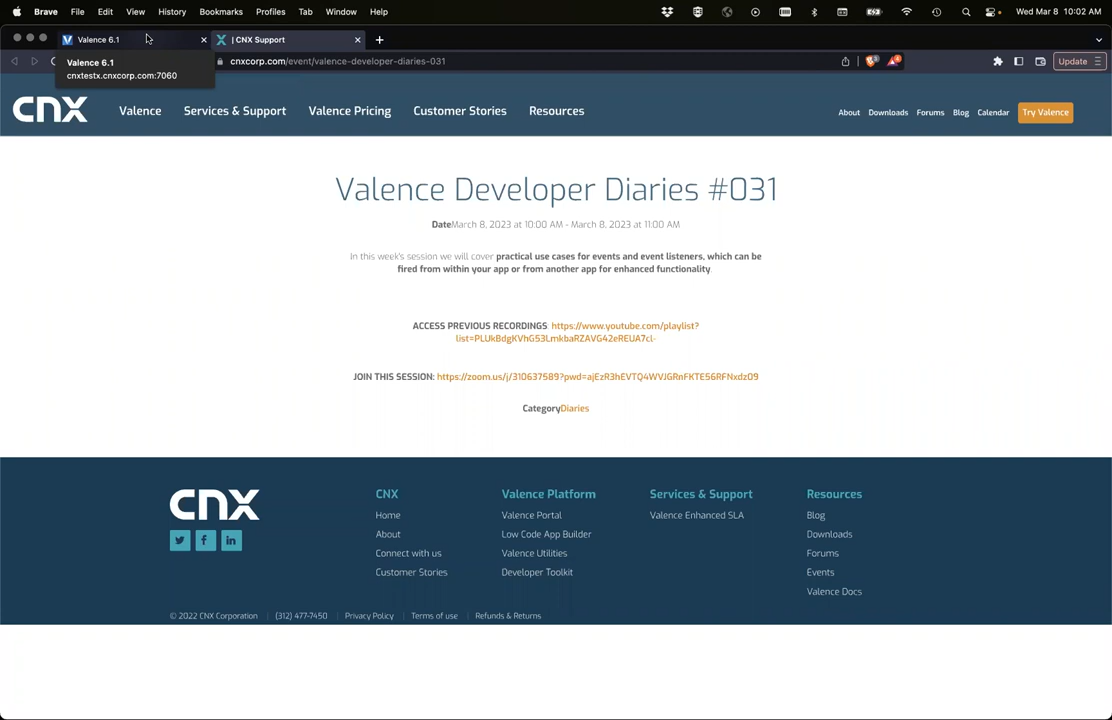 Brave File Edit View History Bookmarks Profiles Tab Window Help Wed Mar 8 10:02 AM
Valence 6.1 | CNX Support
Valence 6.1
cnxtestx.cnxcorp.com:7060
cnxcorp.com/event/valence-developer-diaries-031 Update
CNX Valence Services & Support Valence Pricing Customer Stories Resources About Downloads Forums Blog Calendar Try Valence
Valence Developer Diaries #031
DateMarch 8, 2023 at 10:00 AM - March 8, 2023 at 11:00 AM
In this week's session we will cover practical use cases for events and event listeners, which can be
fired from within your app or from another app for enhanced functionality.
ACCESS PREVIOUS RECORDINGS: https://www.youtube.com/playlist?
list=PLUkBdgKVhG53LmkbaRZAVG42eREUA7cl-
JOIN THIS SESSION: https://zoom.us/j/310637589?pwd=ajEzR3hEVTQ4WVJGRnFKTE56RFNxdz09
CategoryDiaries
CNX
CNX
Home
About
Connect with us
Customer Stories
Valence Platform
Valence Portal
Low Code App Builder
Valence Utilities
Developer Toolkit
Services & Support
Valence Enhanced SLA
Resources
Blog
Downloads
Forums
Events
Valence Docs
© 2022 CNX Corporation | (312) 477-7450 | Privacy Policy | Terms of use | Refunds & Returns